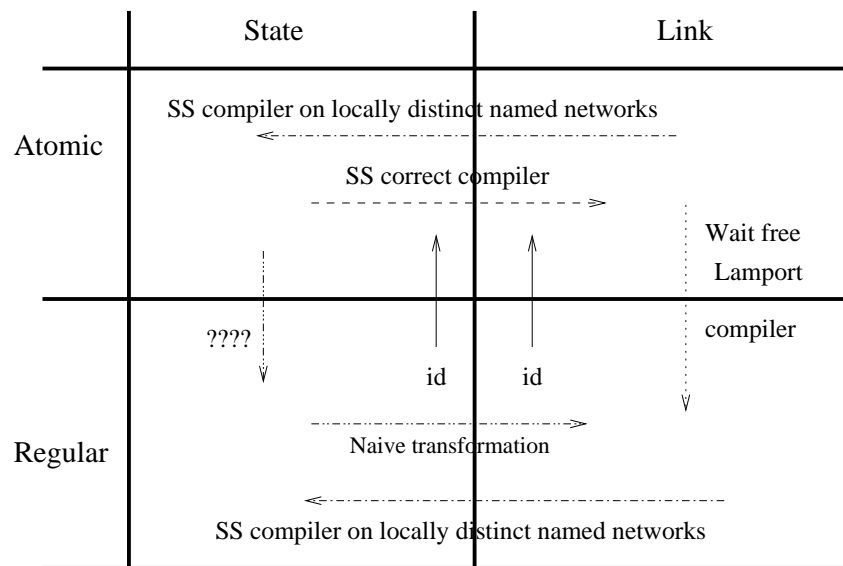 State Link
SS compiler on locally distinct named networks
Atomic
SS correct compiler
Wait free
Lamport
????
compiler
id id
Naive transformation
Regular
SS compiler on locally distinct named networks